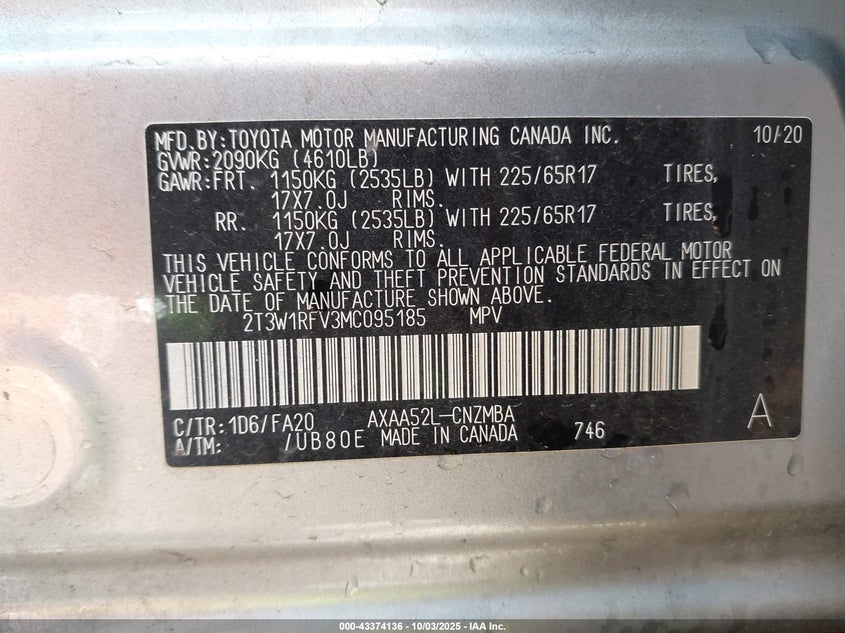 MFD.BY:TOYOTA MOTOR MANUFACTURING CANADA INC. 10/20
GVWR:2090KG (4610LB)
GAWR:FRT. 1150KG (2535LB) WITH 225/65R17 TIRES,
17X7.0J RIMS.
RR. 1150KG (2535LB) WITH 225/65R17 TIRES,
17X7.0J RIMS.
THIS VEHICLE CONFORMS TO ALL APPLICABLE FEDERAL MOTOR
VEHICLE SAFETY AND THEFT PREVENTION STANDARDS IN EFFECT ON
THE DATE OF MANUFACTURE SHOWN ABOVE.
2T3W1RFV3MC095185 MPV
C/TR:1D6/FA20 AXAA52L-CNZMBA A
A/TM: /UB80E MADE IN CANADA 746
000-43374136 - 10/03/2025 - IAA Inc.